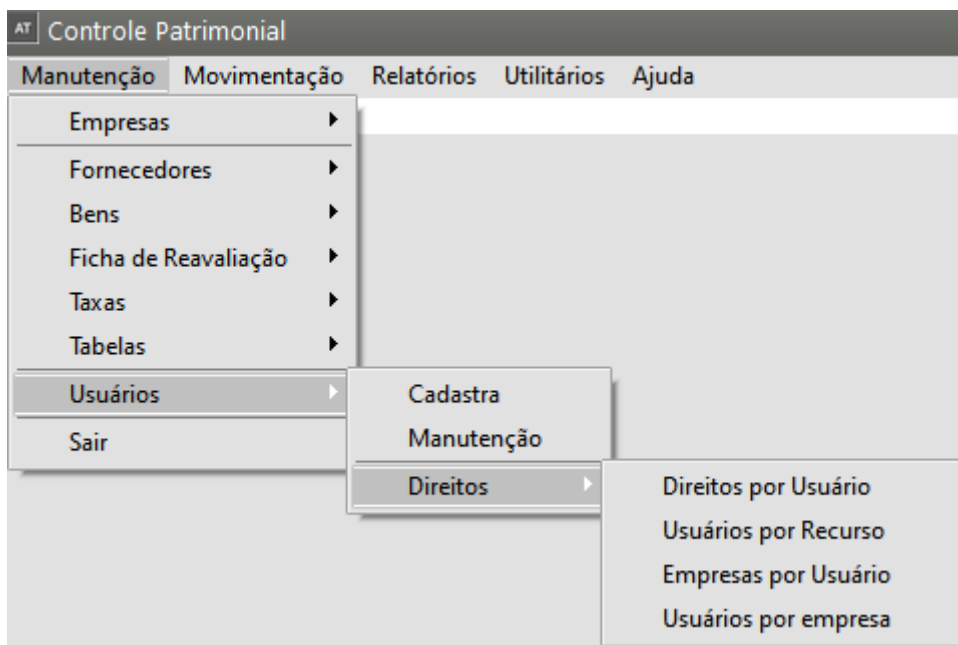 AT Controle Patrimonial
Manutenção Movimentação Relatórios Utilitários Ajuda
Empresas
Fornecedores
Bens
Ficha de Reavaliação
Taxas
Tabelas
Usuários
Sair
Cadastra
Manutenção
Direitos
Direitos por Usuário
Usuários por Recurso
Empresas por Usuário
Usuários por empresa